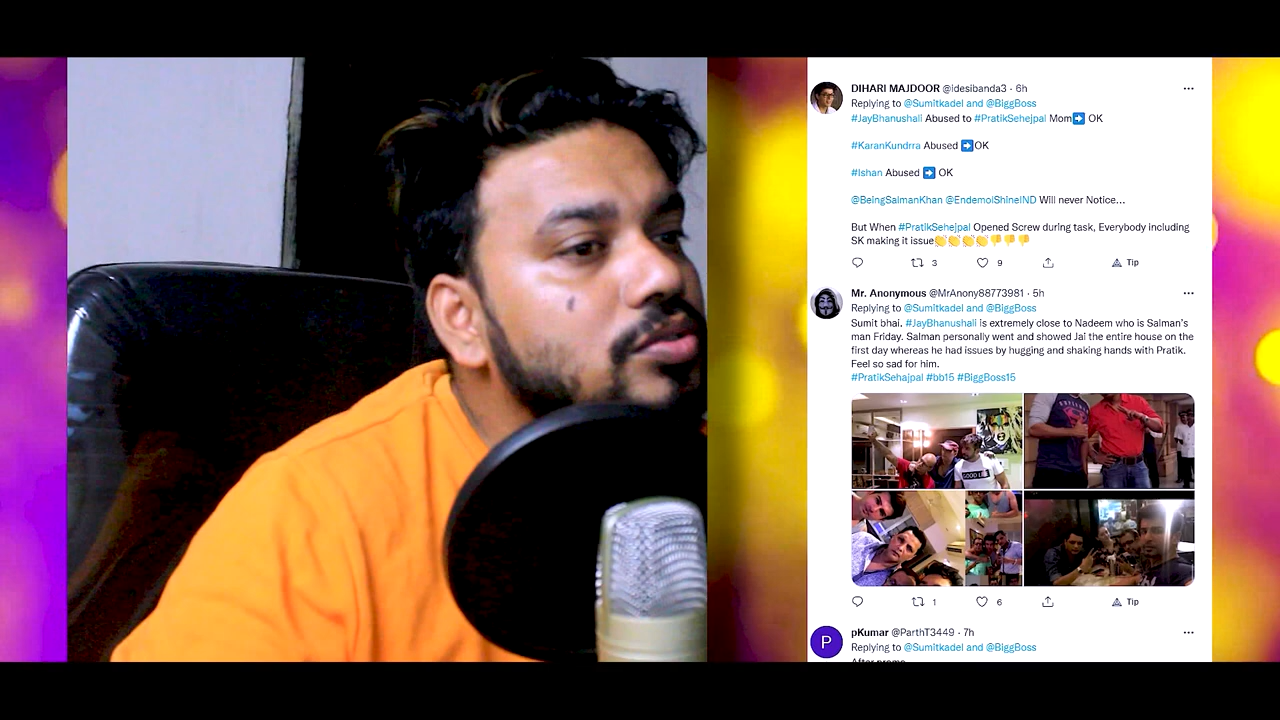 DIHARI MAJDOOR @idesibanda3 · 6h
Replying to @Sumitkadel and @BiggBoss
#JayBhanushali Abused to #PratikSehejpal Mom➡️ OK
#KaranKundrra Abused ➡️OK
#Ishan Abused ➡️ OK
@BeingSalmanKhan @EndemolShineIND Will never Notice...
But When #PratikSehejpal Opened Screw during task, Everybody including
SK making it issue👏👏👏👏👎👎👎
3 9 Tip
Mr. Anonymous @MrAnony88773981 · 5h
Replying to @Sumitkadel and @BiggBoss
Sumit bhai. #JayBhanushali is extremely close to Nadeem who is Salman's
man Friday. Salman personally went and showed Jai the entire house on the
first day whereas he had issues by hugging and shaking hands with Pratik.
Feel so sad for him.
#PratikSehajpal #bb15 #BiggBoss15
GOOD
1 6 Tip
P
pKumar @ParthT3449 · 7h
Replying to @Sumitkadel and @BiggBoss
After promo